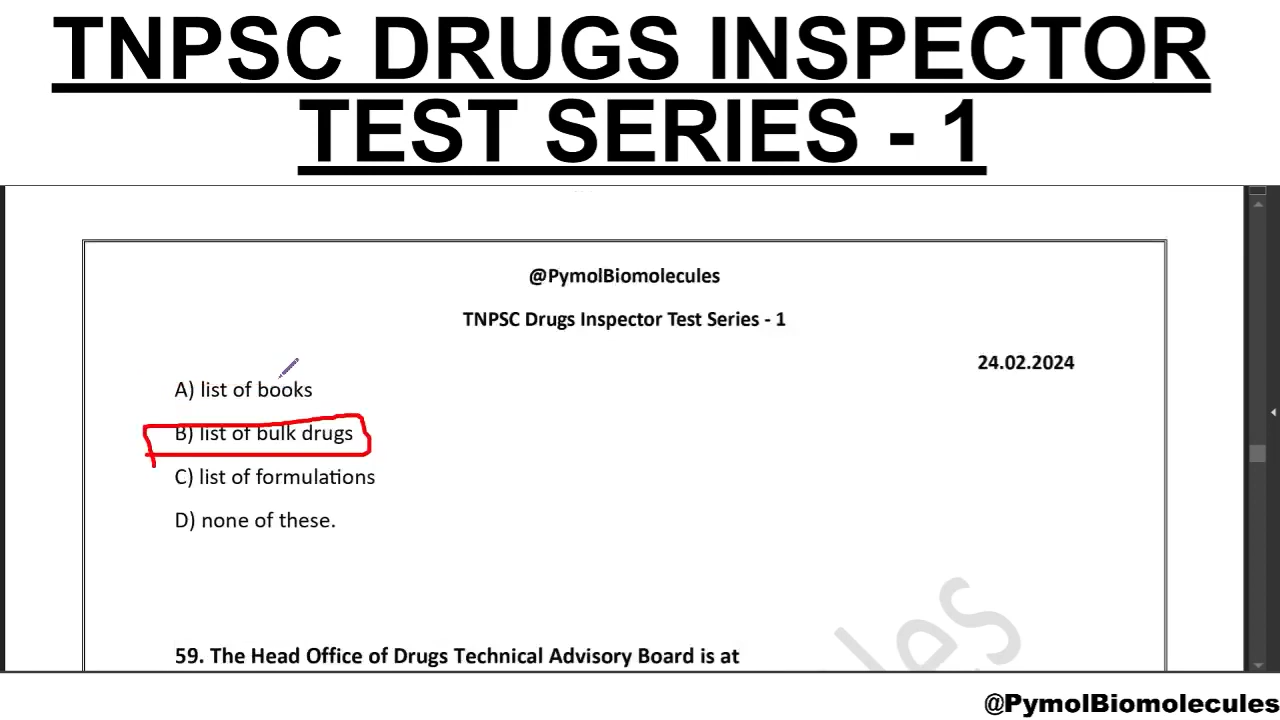 TNPSC DRUGS INSPECTOR
TEST SERIES - 1
@PymolBiomolecules
TNPSC Drugs Inspector Test Series - 1
24.02.2024
A) list of books
B) list of bulk drugs
C) list of formulations
D) none of these.
59. The Head Office of Drugs Technical Advisory Board is at
@PymolBiomolecules